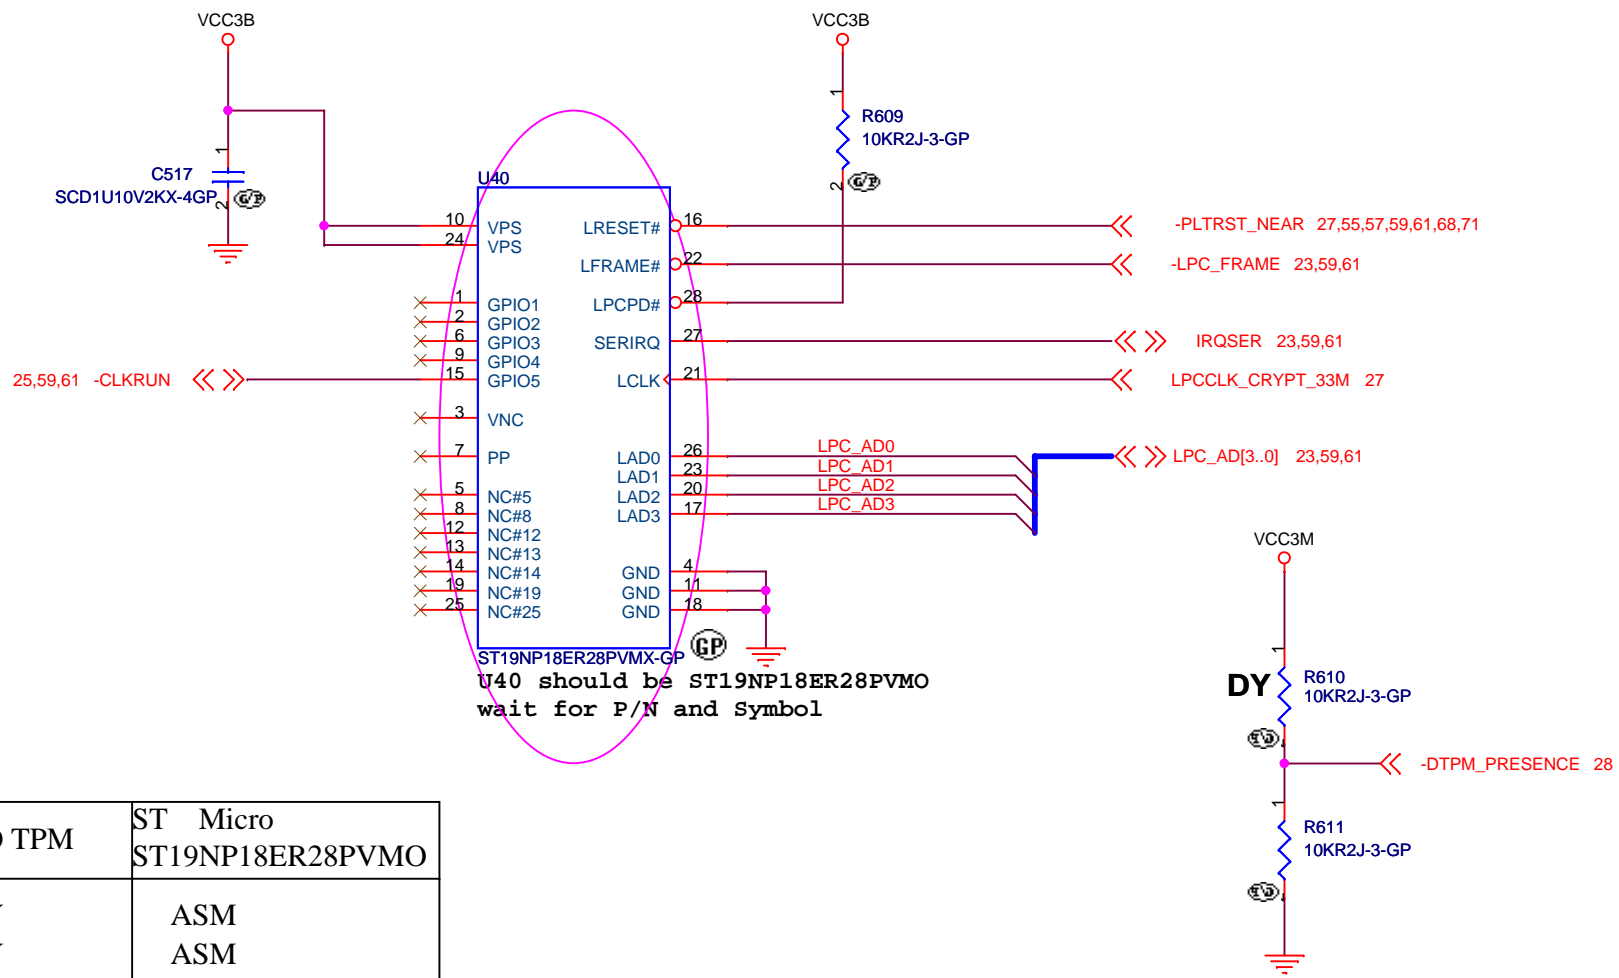 VCC3B
VCC3B
1
R609
10KR2J-3-GP
2
G/P
1
C517
SCD1U10V2KX-4GP
2
G/P
U40
10 VPS
24 VPS
1 GPIO1
2 GPIO2
6 GPIO3
9 GPIO4
25,59,61 -CLKRUN
15 GPIO5
3 VNC
7 PP
5 NC#5
8 NC#8
12 NC#12
13 NC#13
14 NC#14
19 NC#19
25 NC#25
LRESET# 16 -PLTRST_NEAR 27,55,57,59,61,68,71
LFRAME# 22 -LPC_FRAME 23,59,61
LPCPD# 28
SERIRQ 27 IRQSER 23,59,61
LCLK 21 LPCCLK_CRYPT_33M 27
LAD0 26 LPC_AD0
LAD1 23 LPC_AD1
LAD2 20 LPC_AD2
LAD3 17 LPC_AD3
LPC_AD[3..0] 23,59,61
GND 4
GND 11
GND 18
GP
ST19NP18ER28PVMX-GP
U40 should be ST19NP18ER28PVMO
wait for P/N and Symbol
VCC3M
1
DY
R610
10KR2J-3-GP
-DTPM_PRESENCE 28
1
R611
10KR2J-3-GP
TPM
ST Micro
ST19NP18ER28PVMO
ASM
ASM